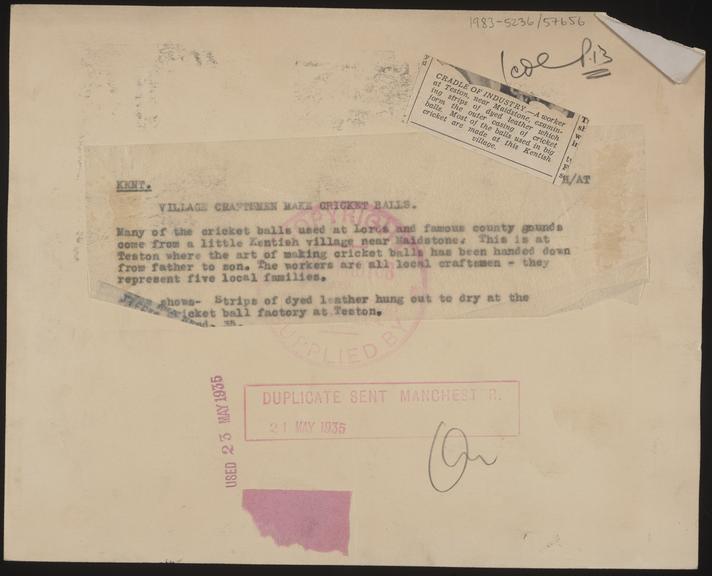 1983-5236/57656
P.13
CRADLE OF INDUSTRY.—A worker
at Teston, near Maidstone, examin-
ing strips of dyed leather which
form the outer casing of cricket
balls. Most of the balls used in big
cricket are made at this Kentish
village.
/AT
KENT.
VILLAGE CRAFTSMEN MAKE CRICKET BALLS.
Many of the cricket balls used at Lords and famous county gounds
come from a little Kentish village near Maidstone. This is at
Teston where the art of making cricket balls has been handed down
from father to son. The workers are all local craftsmen - they
represent five local families.
shows- Strips of dyed leather hung out to dry at the
cricket ball factory at Teston.
COPYRIGHT
SUPPLIED BY
DUPLICATE SENT MANCHEST R.
21 MAY 1935
USED 23 MAY 1935